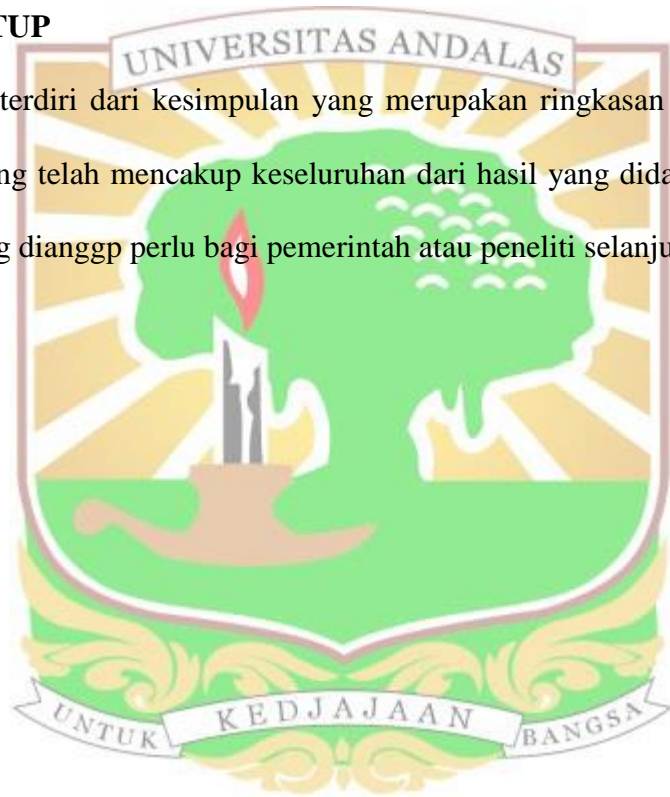 TUP
UNIVERSITAS ANDALAS
terdiri dari kesimpulan yang merupakan ringkasan
ng telah mencakup keseluruhan dari hasil yang dida
g dianggp perlu bagi pemerintah atau peneliti selanju
UNTUK KEDJAJAAN BANGSA